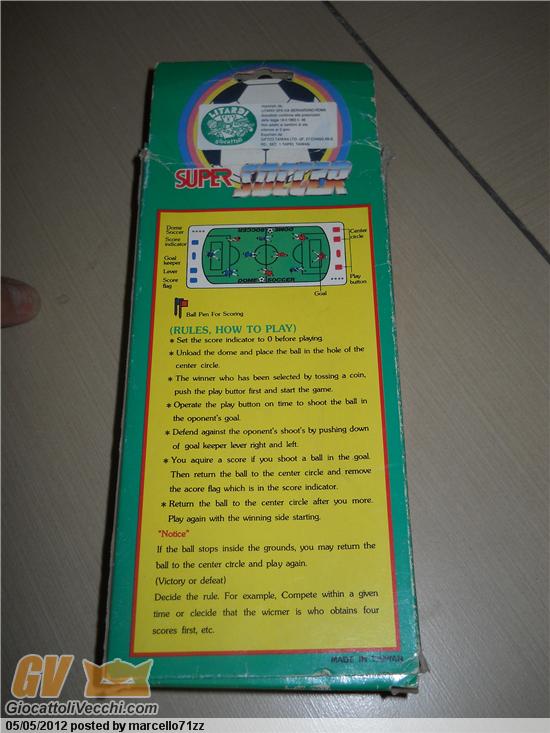 LITARDI
giocattoli
SUPER SOCCER
Dome
Soccer
Score
indicator
Goal
keeper
Lever
Score
flag
DOME SOCCER
DOME SOCCER
Center
circle
Play
button
Goal
Ball Pen For Scoring
(RULES, HOW TO PLAY)
* Set the score indicator to 0 before playing.
* Unload the dome and place the ball in the hole of the
center circle.
* The winner who has been selected by tossing a coin,
push the play buttor first and start the game.
* Operate the play button on time to shoot the ball in
the oponent's goal.
* Defend against the oponent's shoot's by pushing down
of goal keeper lever right and left.
* You aquire a score if you shoot a ball in the goal.
Then return the ball to the center circle and remove
the acore flag which is in the score indicator.
* Return the ball to the center circle after you more.
Play again with the winning side starting.
"Notice"
If the ball stops inside the grounds, you may return the
ball to the center circle and play again.
(Victory or defeat)
Decide the rule. For example, Compete within a given
time or clecide that the wicmer is who obtains four
scores first, etc.
MADE IN TAIWAN
GV
GiocattoliVecchi.com
05/05/2012 posted by marcello71zz